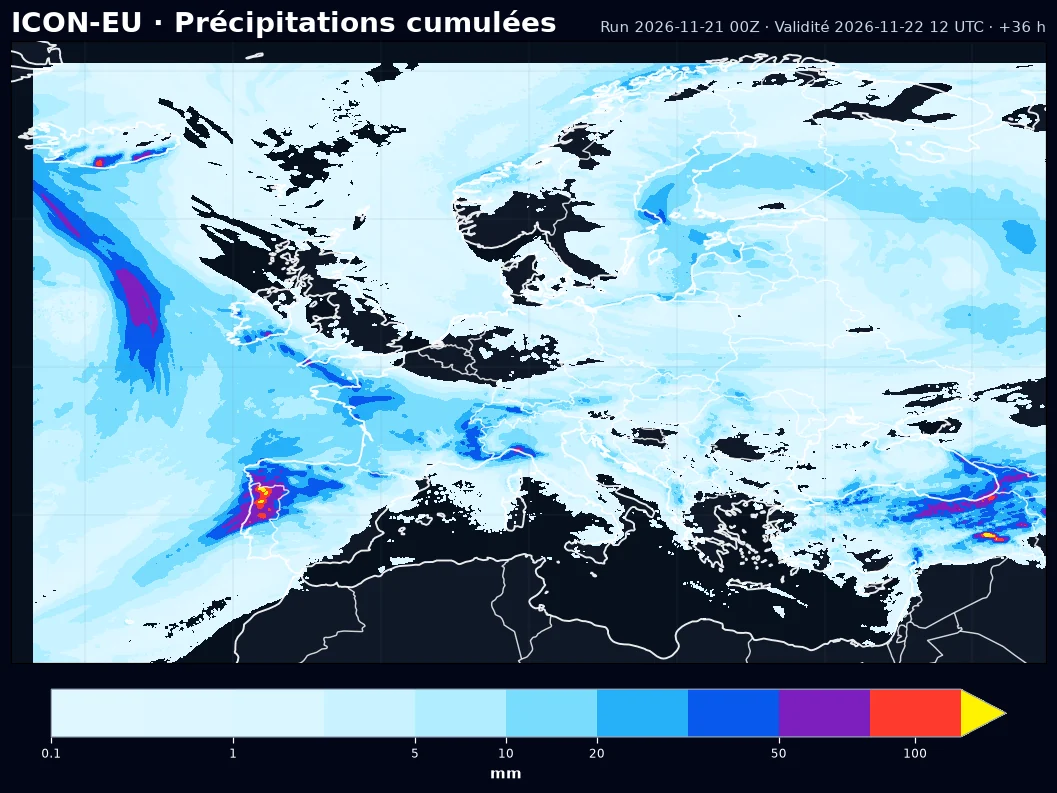 ICON-EU · Précipitations cumulées
Run 2026-11-21 00Z · Validité 2026-11-22 12 UTC · +36 h
0.1 1 5 10 20 50 100
mm